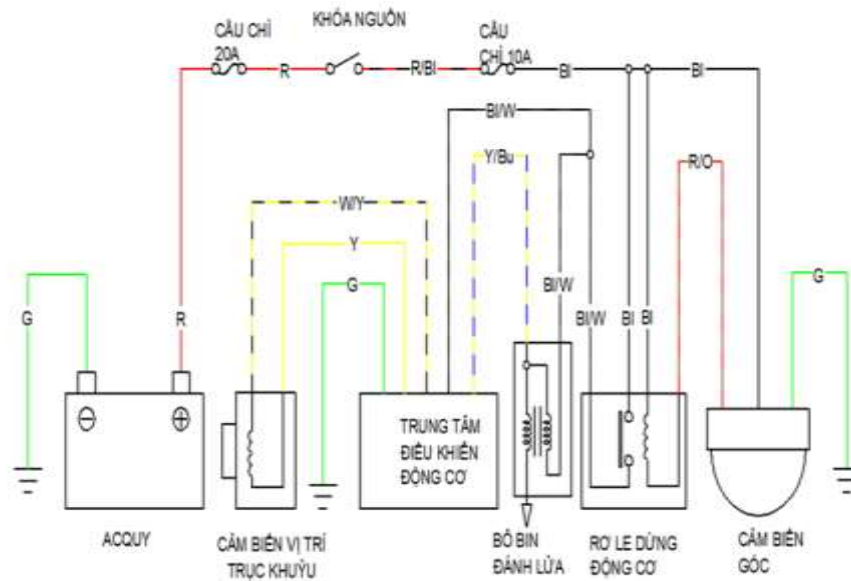 KHÓA NGUỒN
CẦU CHÌ
20A
CẦU
CHÌ 10A
R
R/Bl
Bl
Bl
Bl/W
Y/Bu
R/O
W/Y
Y
G
G
G
R
Bl/W
Bl/W
Bl
Bl
TRUNG TÂM
ĐIỀU KHIỂN
ĐỘNG CƠ
ACQUY
CẢM BIẾN VỊ TRÍ
TRỤC KHUỶU
BÔ BIN
ĐÁNH LỬA
RƠ LE DỪNG
ĐỘNG CƠ
CẢM BIẾN
GÓC